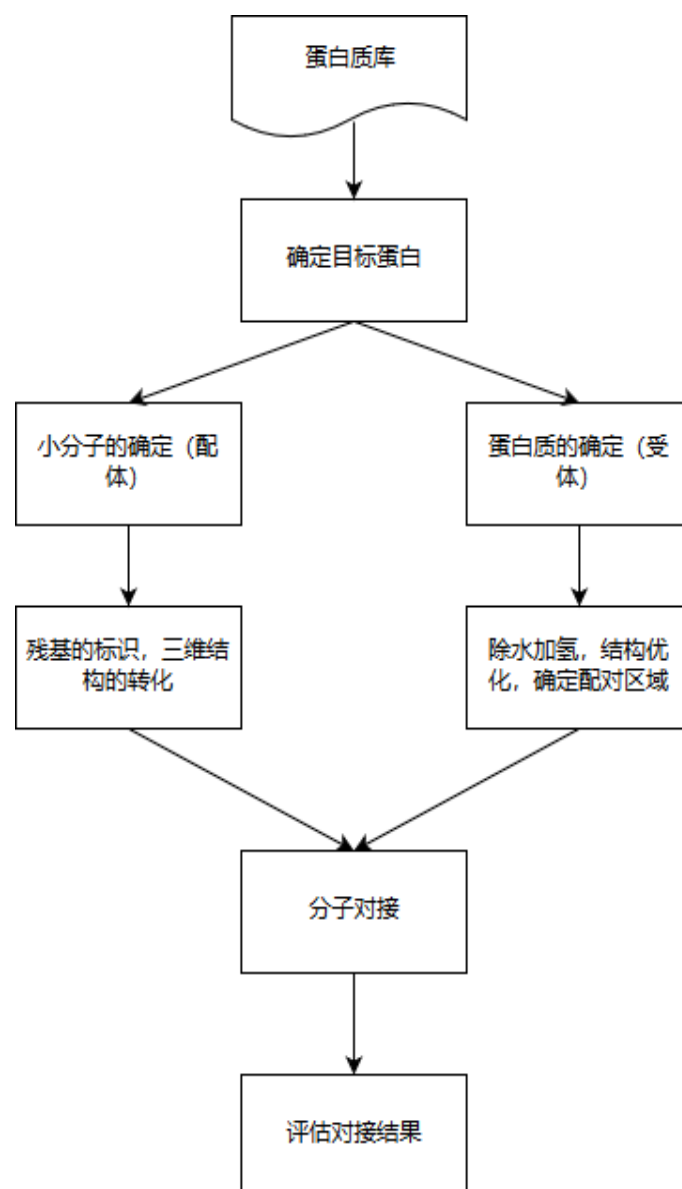 蛋白质库
确定目标蛋白
小分子的确定（配
体）
蛋白质的确定（受
体）
残基的标识，三维结
构的转化
除水加氢，结构优
化，确定配对区域
分子对接
评估对接结果